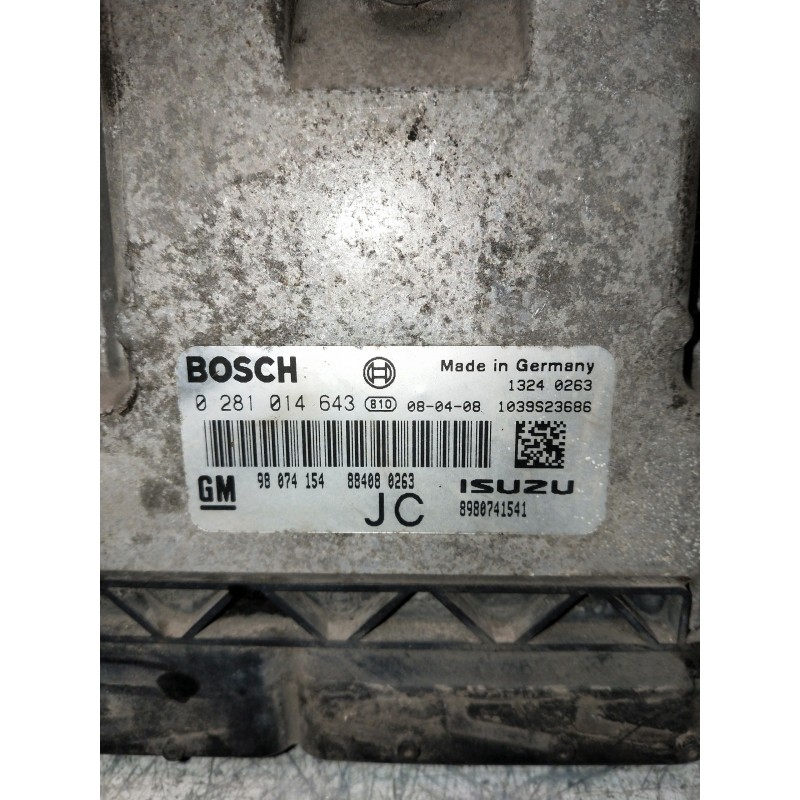 BOSCH Made in Germany
1324 0263
0 281 014 643 810 08-04-08 1039S23686
GM 98 074 154 88408 0263 ISUZU
JC 8980741541